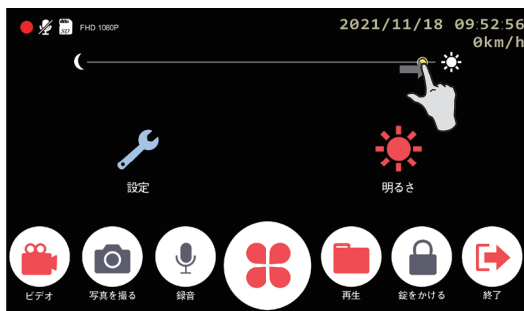 SD
FHD 1080P
2021/11/18 09:52:56
0km/h
設定
明るさ
ビデオ
写真を撮る
録音
再生
錠をかける
終了